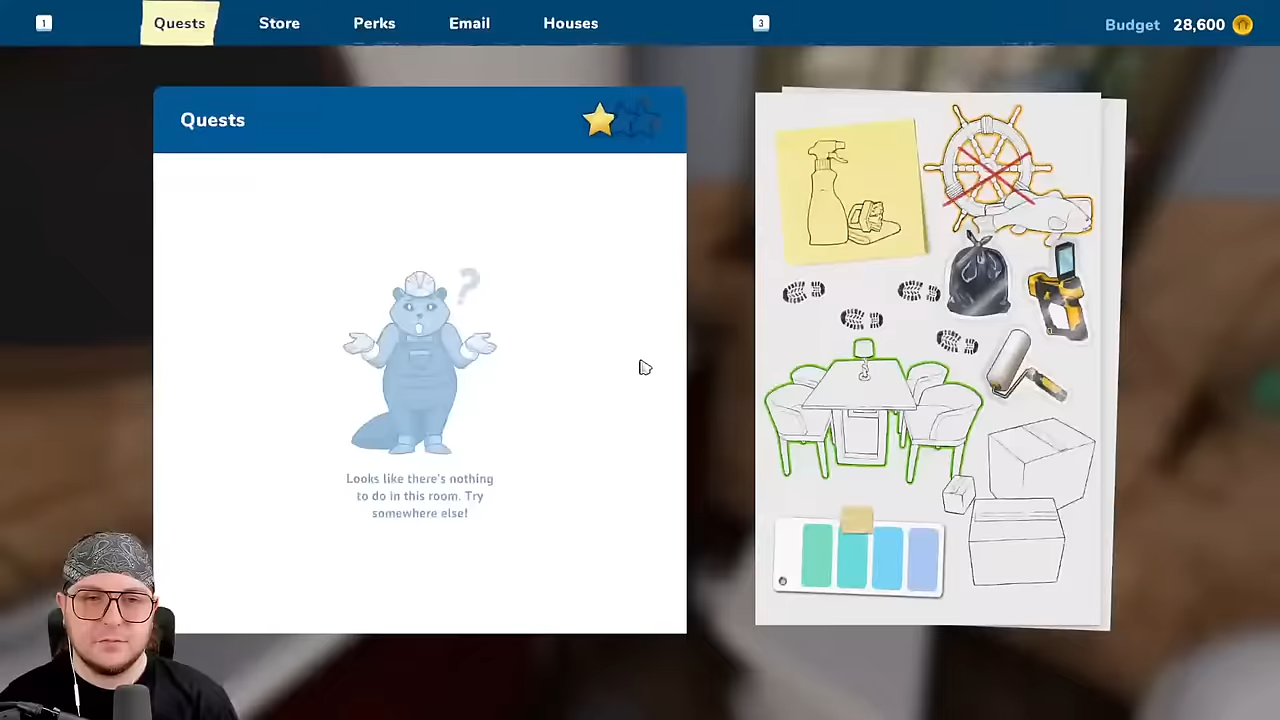 1
Quests
Store
Perks
Email
Houses
3
Budget 28,600
Quests
?
Looks like there's nothing
to do in this room. Try
somewhere else!